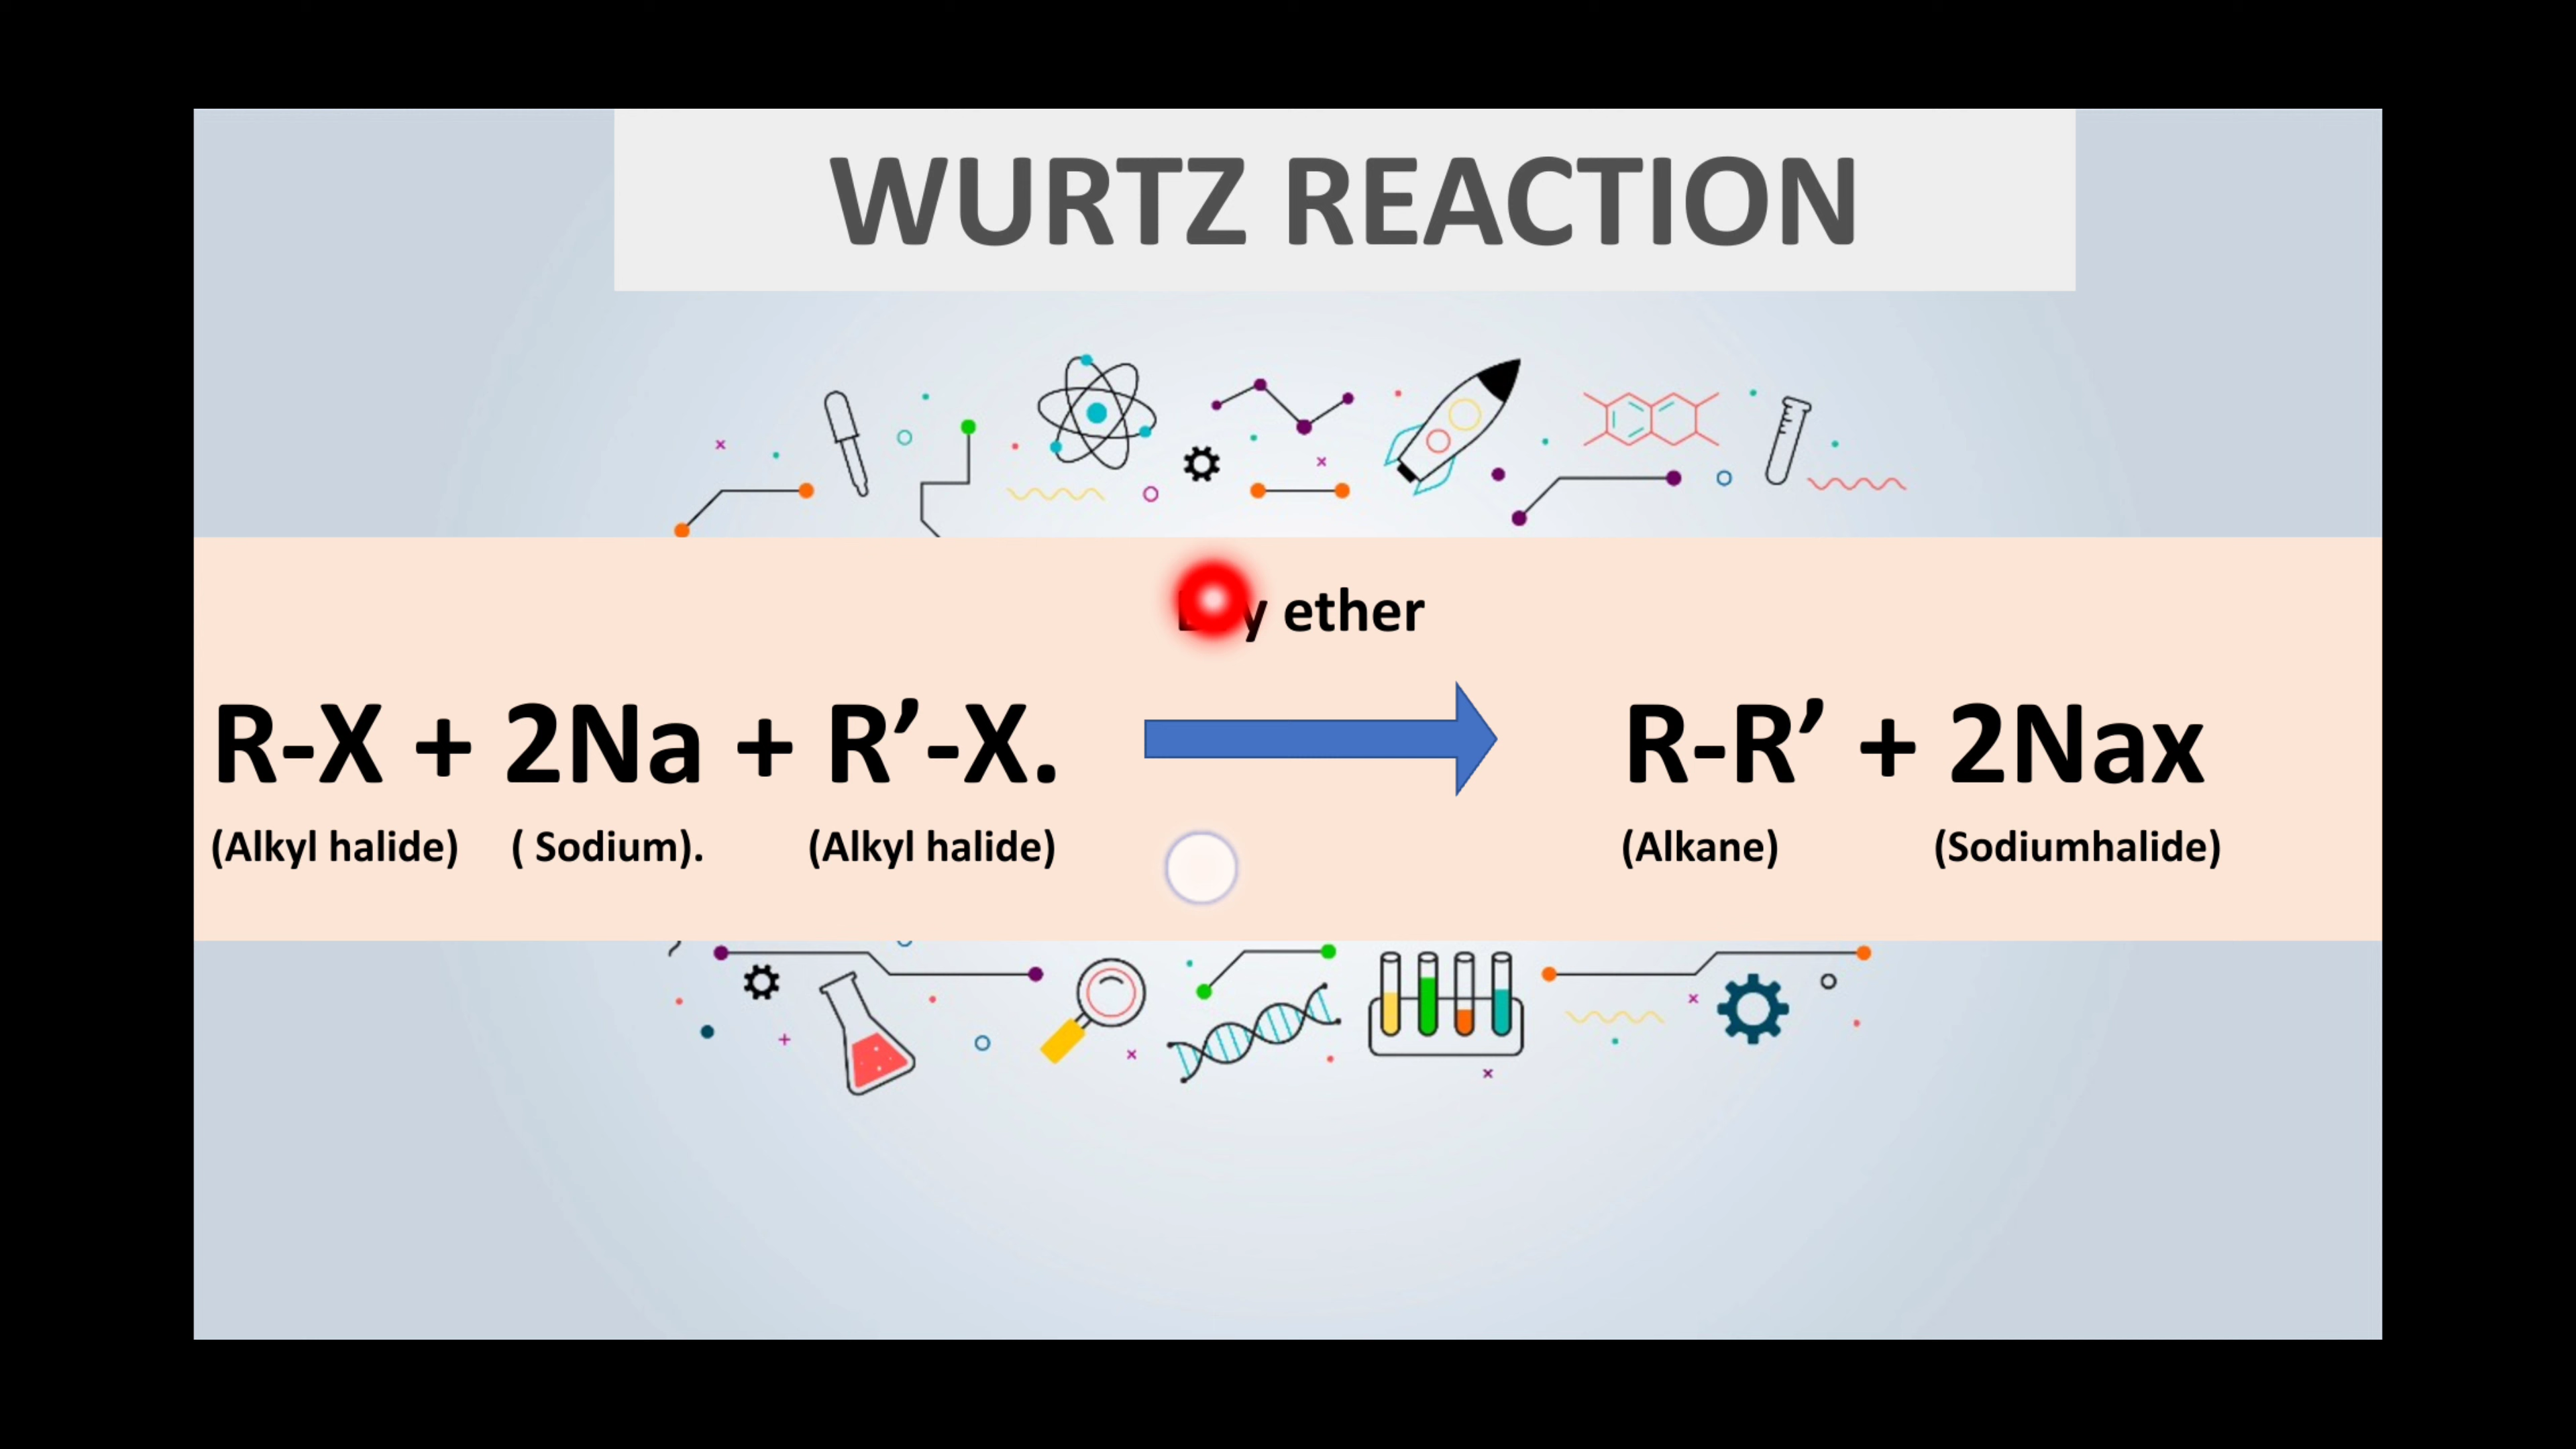 WURTZ REACTION
ether
R-X + 2Na + R’-X. R-R’ + 2Nax
(Alkyl halide) ( Sodium). (Alkyl halide) (Alkane) (Sodiumhalide)